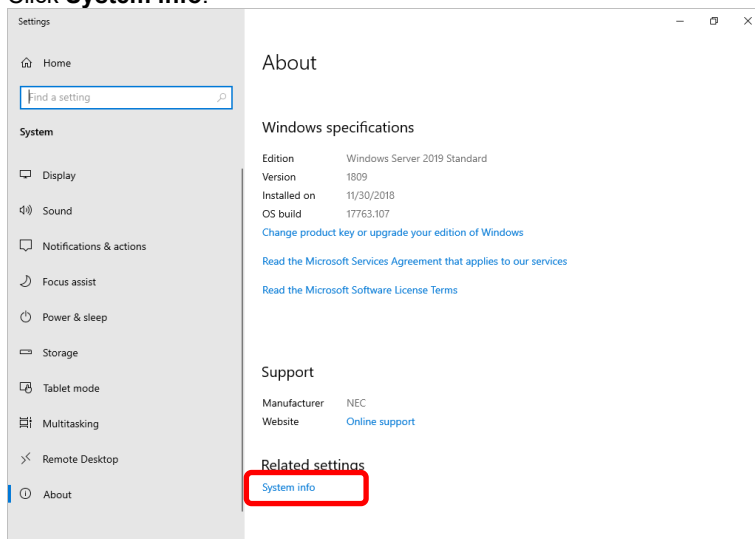 Click System info.
Settings
Home
Find a setting
System
Display
Sound
Notifications & actions
Focus assist
Power & sleep
Storage
Tablet mode
Multitasking
Remote Desktop
About
About
Windows specifications
Edition Windows Server 2019 Standard
Version 1809
Installed on 11/30/2018
OS build 17763.107
Change product key or upgrade your edition of Windows
Read the Microsoft Services Agreement that applies to our services
Read the Microsoft Software License Terms
Support
Manufacturer NEC
Website Online support
Related settings
System info